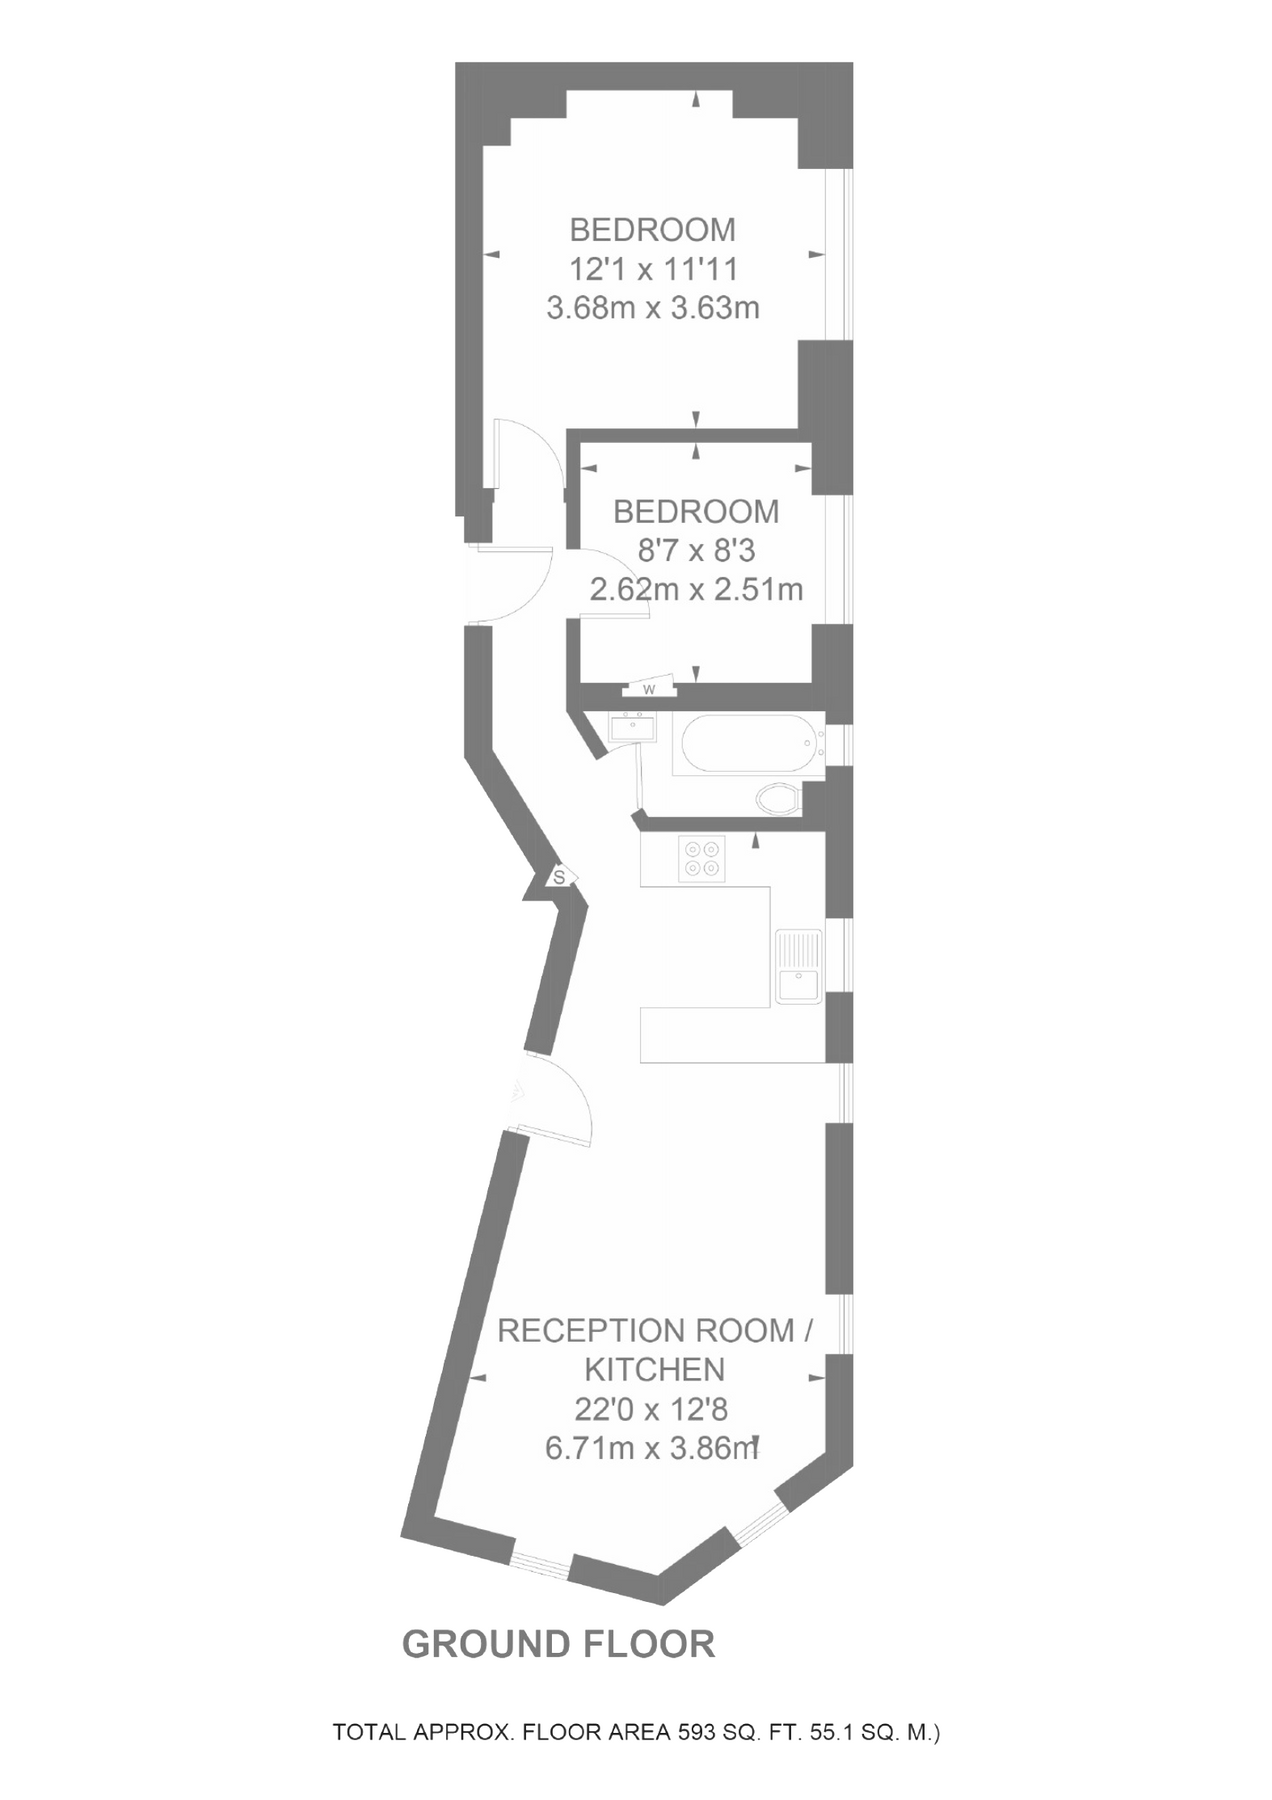 BEDROOM
12'1 x 11'11
3.68m x 3.63m
BEDROOM
8'7 x 8'3
2.62m x 2.51m
W
S
RECEPTION ROOM /
KITCHEN
22'0 x 12'8
6.71m x 3.86m
GROUND FLOOR
TOTAL APPROX. FLOOR AREA 593 SQ. FT. 55.1 SQ. M.)